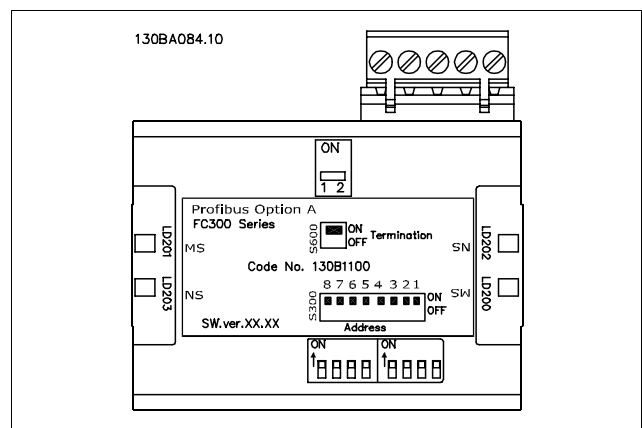 130BA084.10
ON
1 2
Profibus Option A
FC300 Series
S600
ON
OFF
Termination
LD201
MS
LD203
NS
Code No. 130B1100
LD202
NS
LD200
MS
8 7 6 5 4 3 2 1
S300
ON
OFF
SW.ver.XX.XX
Address
ON
ON